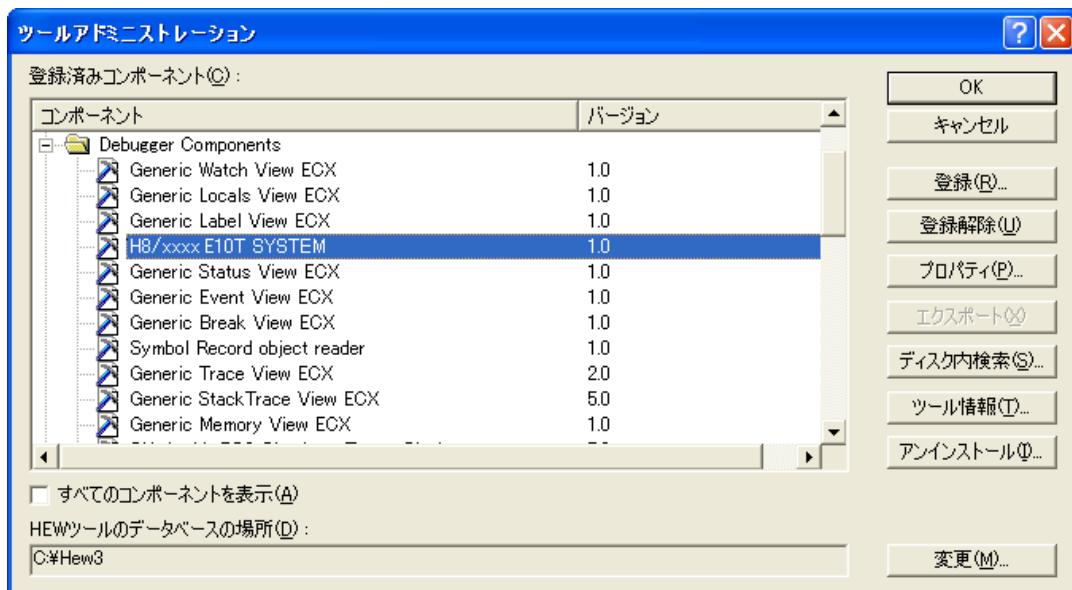 ツールアドミニストレーション
登録済みコンポーネント(C):
コンポーネント バージョン
Debugger Components
Generic Watch View ECX 1.0
Generic Locals View ECX 1.0
Generic Label View ECX 1.0
H8/xxxx E10T SYSTEM 1.0
Generic Status View ECX 1.0
Generic Event View ECX 1.0
Generic Break View ECX 1.0
Symbol Record object reader 1.0
Generic Trace View ECX 2.0
Generic StackTrace View ECX 5.0
Generic Memory View ECX 1.0
すべてのコンポーネントを表示(A)
HEWツールのデータベースの場所(D):
C:¥Hew3
OK
キャンセル
登録(R)...
登録解除(U)
プロパティ(P)...
エクスポート(X)
ディスク内検索(S)...
ツール情報(T)...
アンインストール(I)...
変更(M)...